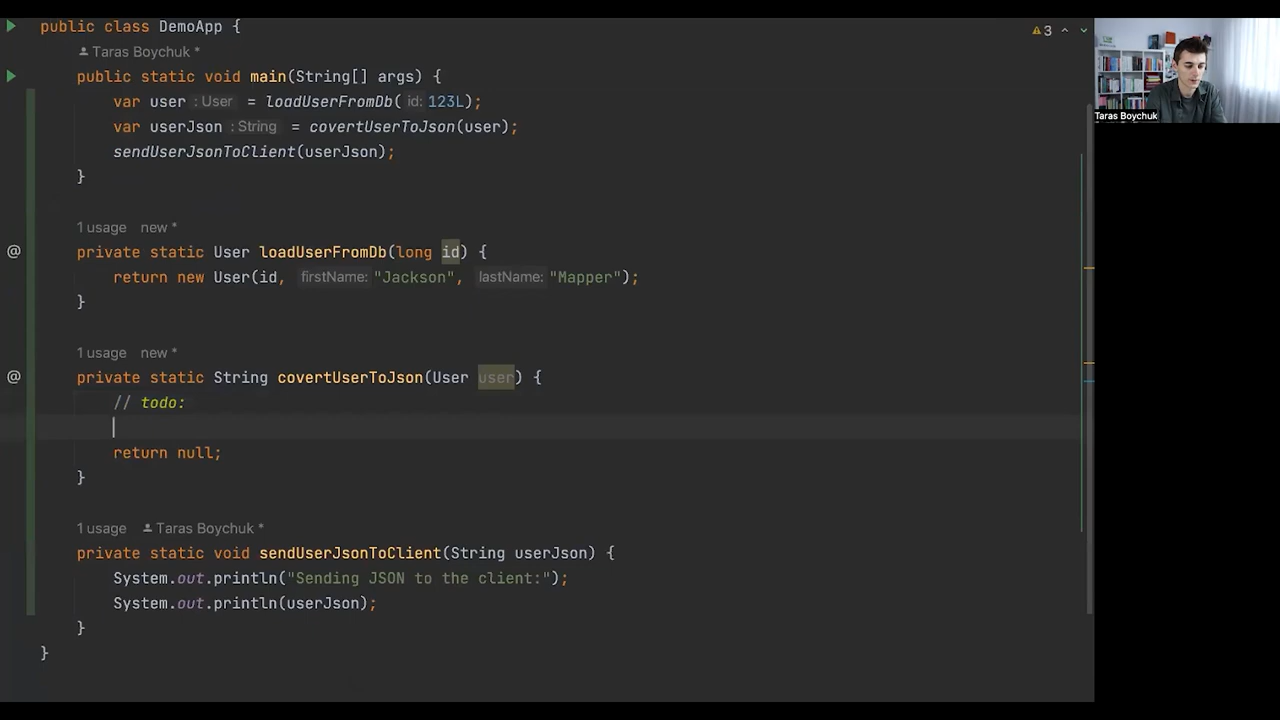 public class DemoApp {
Taras Boychuk *
3
public static void main(String[] args) {
var user : User = loadUserFromDb( id: 123L);
var userJson : String = covertUserToJson(user);
sendUserJsonToClient(userJson);
}
1 usage new *
@ private static User loadUserFromDb(long id) {
return new User(id, firstName: "Jackson", lastName: "Mapper");
}
1 usage new *
@ private static String covertUserToJson(User user) {
// todo:
return null;
}
1 usage Taras Boychuk *
private static void sendUserJsonToClient(String userJson) {
System.out.println("Sending JSON to the client:");
System.out.println(userJson);
}
}
Taras Boychuk